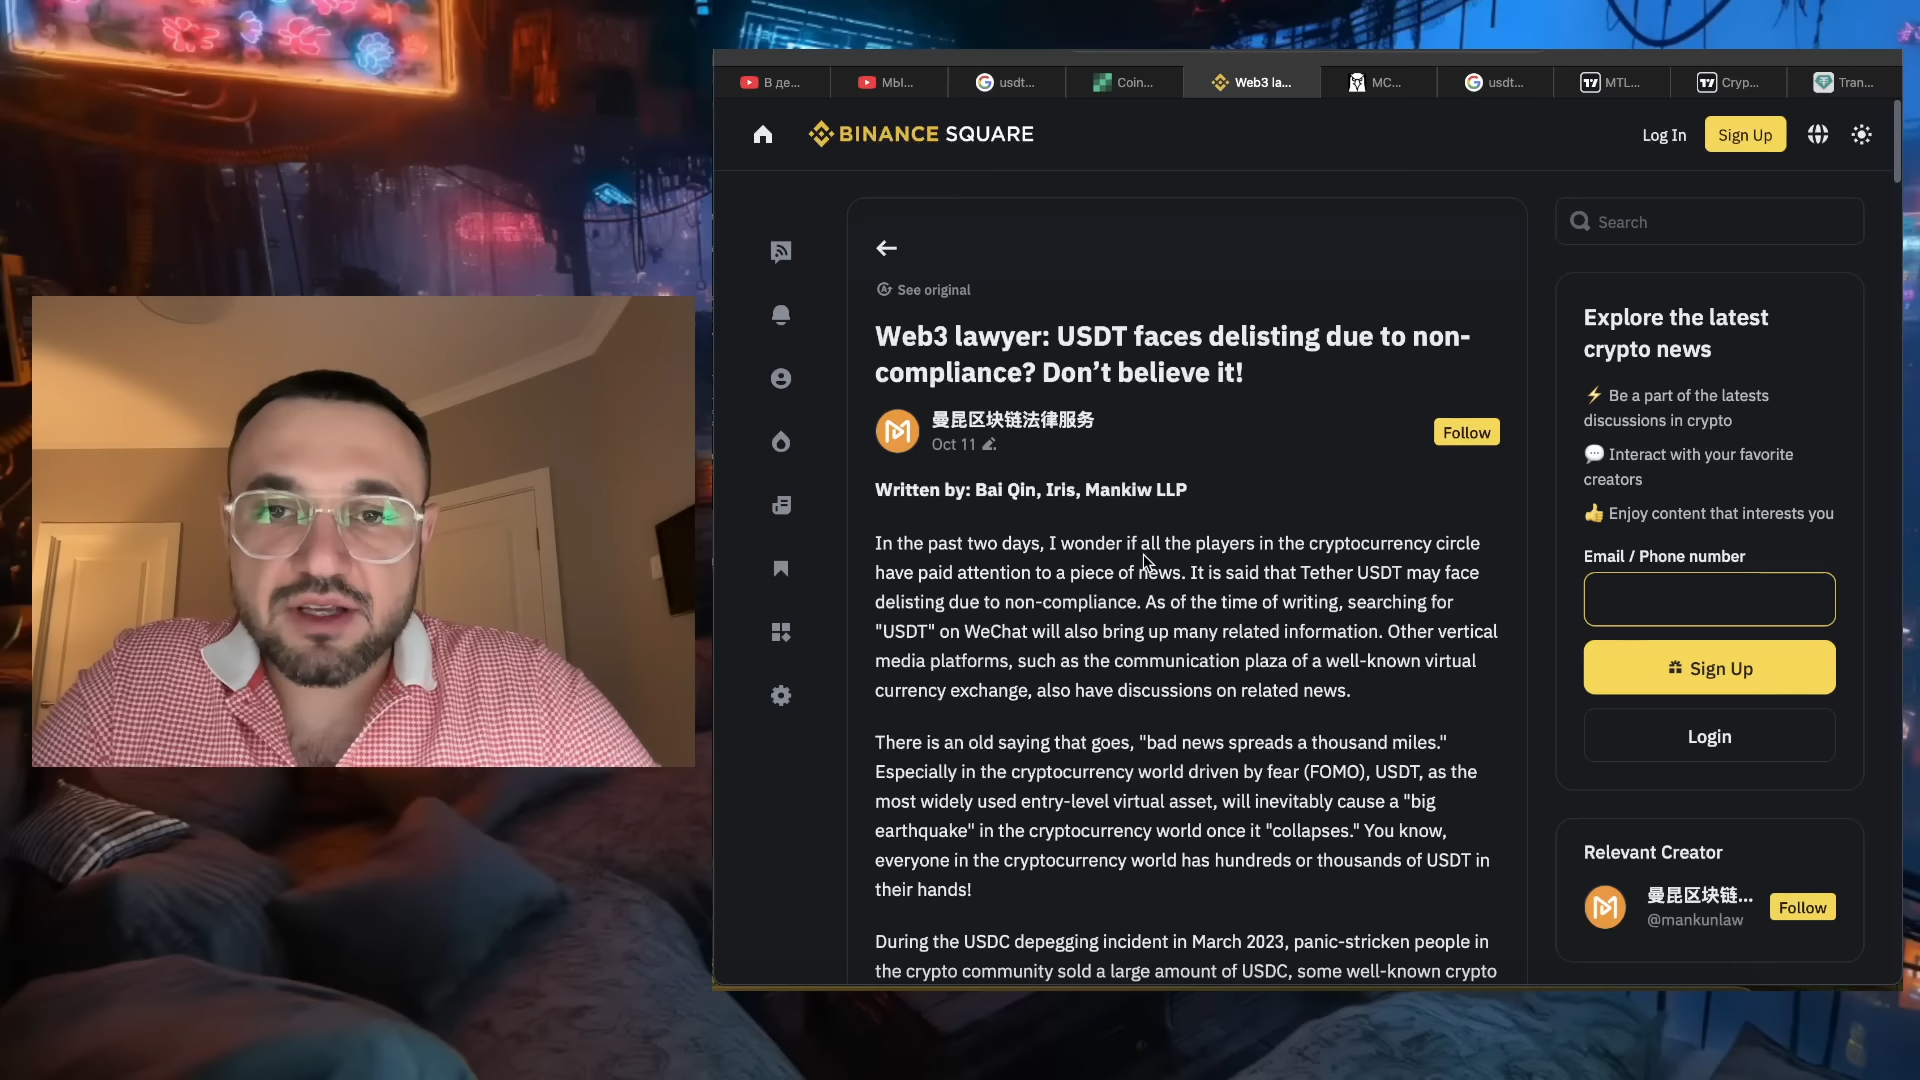 В де...
МЫ...
usdt...
Coin...
Web3 la...
MC...
usdt...
MTL...
Cryp...
Tran...
BINANCE SQUARE
Log In
Sign Up
See original
Web3 lawyer: USDT faces delisting due to non-
compliance? Don’t believe it!
曼昆区块链法律服务
Oct 11
Follow
Written by: Bai Qin, Iris, Mankiw LLP
In the past two days, I wonder if all the players in the cryptocurrency circle
have paid attention to a piece of news. It is said that Tether USDT may face
delisting due to non-compliance. As of the time of writing, searching for
"USDT" on WeChat will also bring up many related information. Other vertical
media platforms, such as the communication plaza of a well-known virtual
currency exchange, also have discussions on related news.
There is an old saying that goes, "bad news spreads a thousand miles."
Especially in the cryptocurrency world driven by fear (FOMO), USDT, as the
most widely used entry-level virtual asset, will inevitably cause a "big
earthquake" in the cryptocurrency world once it "collapses." You know,
everyone in the cryptocurrency world has hundreds or thousands of USDT in
their hands!
During the USDC depegging incident in March 2023, panic-stricken people in
the crypto community sold a large amount of USDC, some well-known crypto
Search
Explore the latest
crypto news
⚡ Be a part of the latests
discussions in crypto
💬 Interact with your favorite
creators
👍 Enjoy content that interests you
Email / Phone number
Sign Up
Login
Relevant Creator
曼昆区块链...
@mankunlaw
Follow